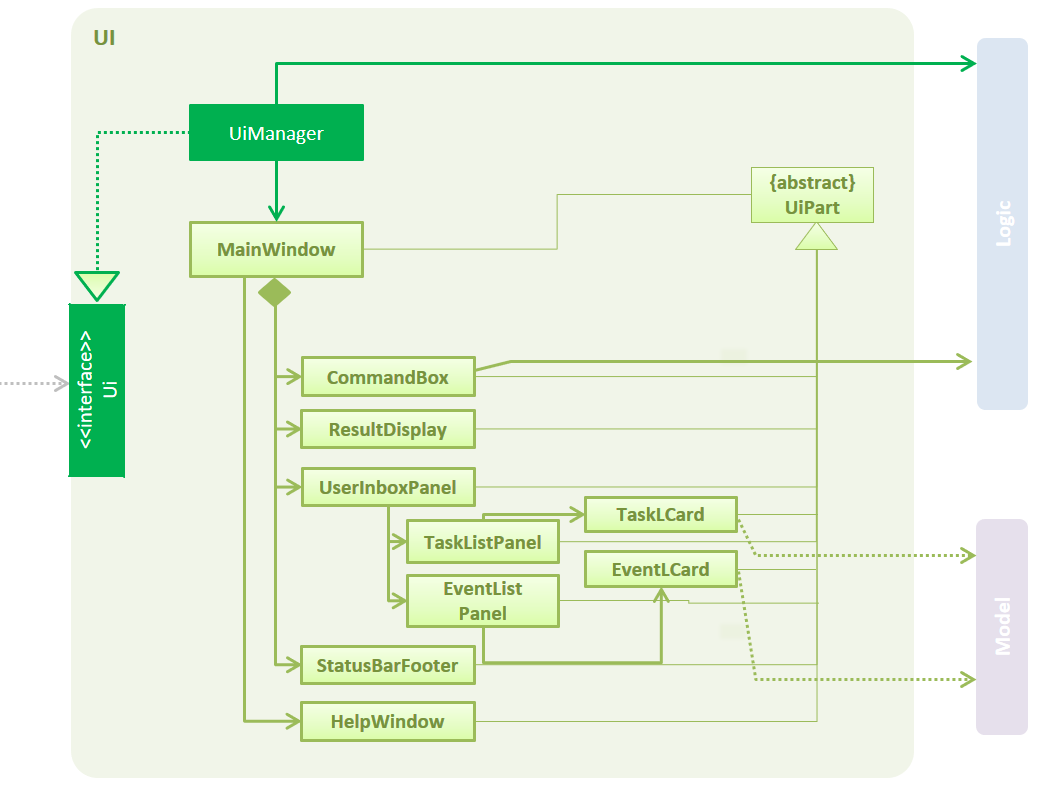 UI
UiManager
{abstract}
UiPart
MainWindow
Logic
<<interface>>
Ui
CommandBox
ResultDisplay
UserInboxPanel
TaskLCard
TaskListPanel
EventLCard
EventList
Panel
Model
StatusBarFooter
HelpWindow